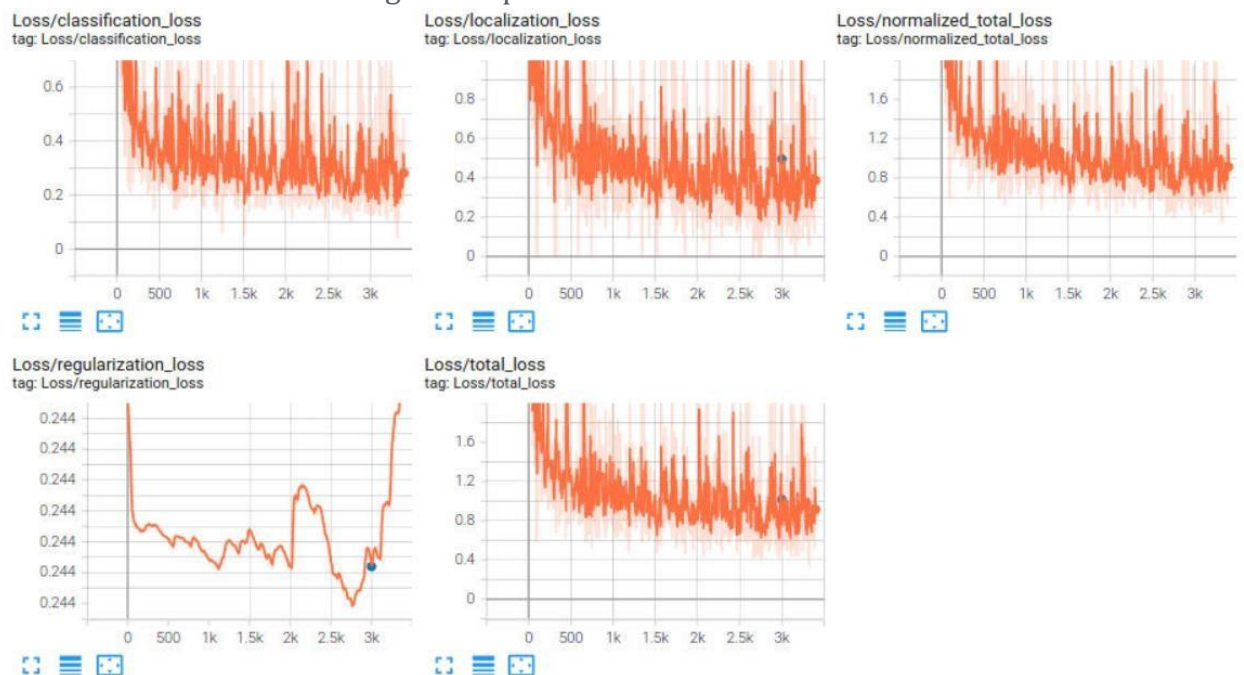 Loss/classification_loss
tag: Loss/classification_loss
0.6
0.4
0.2
0
0 500 1k 1.5k 2k 2.5k 3k
Loss/localization_loss
tag: Loss/localization_loss
0.8
0.6
0.4
0.2
0
0 500 1k 1.5k 2k 2.5k 3k
Loss/normalized_total_loss
tag: Loss/normalized_total_loss
1.6
1.2
0.8
0.4
0
0 500 1k 1.5k 2k 2.5k 3k
Loss/regularization_loss
tag: Loss/regularization_loss
0.244
0.244
0.244
0.244
0.244
0.244
0.244
0 500 1k 1.5k 2k 2.5k 3k
Loss/total_loss
tag: Loss/total_loss
1.6
1.2
0.8
0.4
0
0 500 1k 1.5k 2k 2.5k 3k